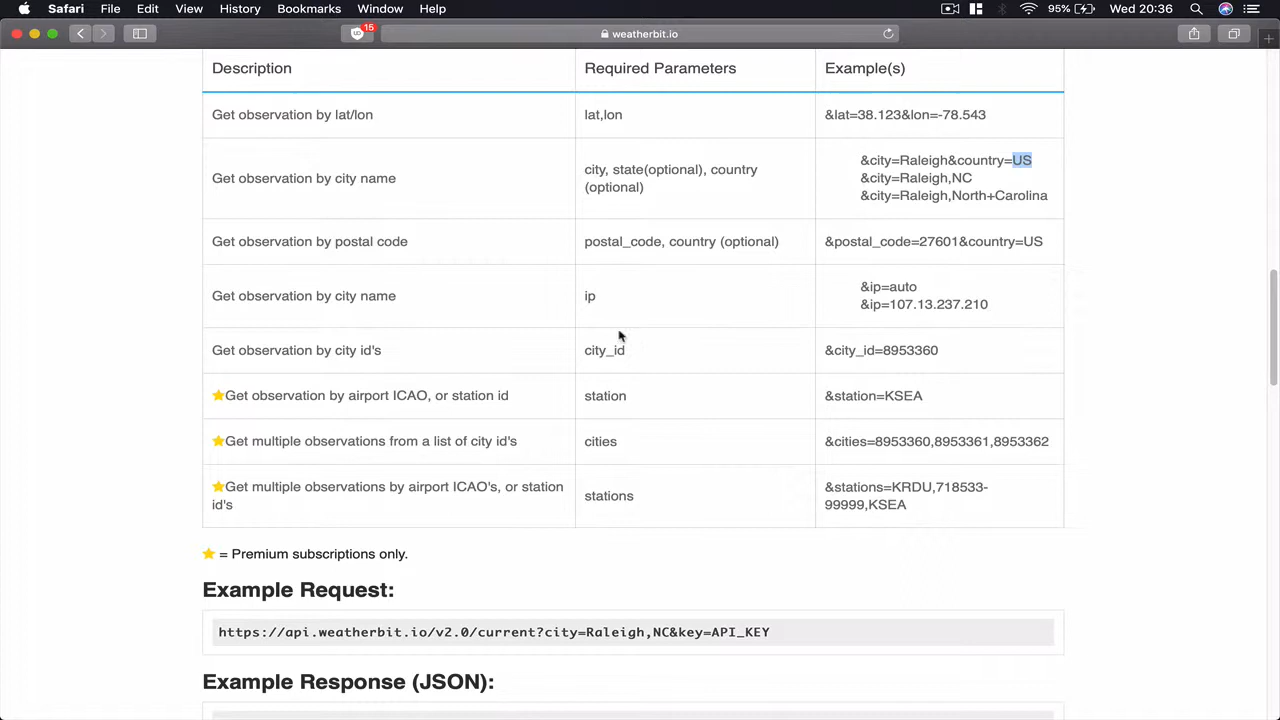 Safari File Edit View History Bookmarks Window Help 95% Wed 20:36
15 weatherbit.io
Description Required Parameters Example(s)
Get observation by lat/lon lat,lon &lat=38.123&lon=-78.543
Get observation by city name city, state(optional), country (optional) &city=Raleigh&country=US
&city=Raleigh,NC
&city=Raleigh,North+Carolina
Get observation by postal code postal_code, country (optional) &postal_code=27601&country=US
Get observation by city name ip &ip=auto
&ip=107.13.237.210
Get observation by city id's city_id &city_id=8953360
Get observation by airport ICAO, or station id station &station=KSEA
Get multiple observations from a list of city id's cities &cities=8953360,8953361,8953362
Get multiple observations by airport ICAO's, or station id's stations &stations=KRDU,718533-99999,KSEA
= Premium subscriptions only.
Example Request:
https://api.weatherbit.io/v2.0/current?city=Raleigh,NC&key=API_KEY
Example Response (JSON):